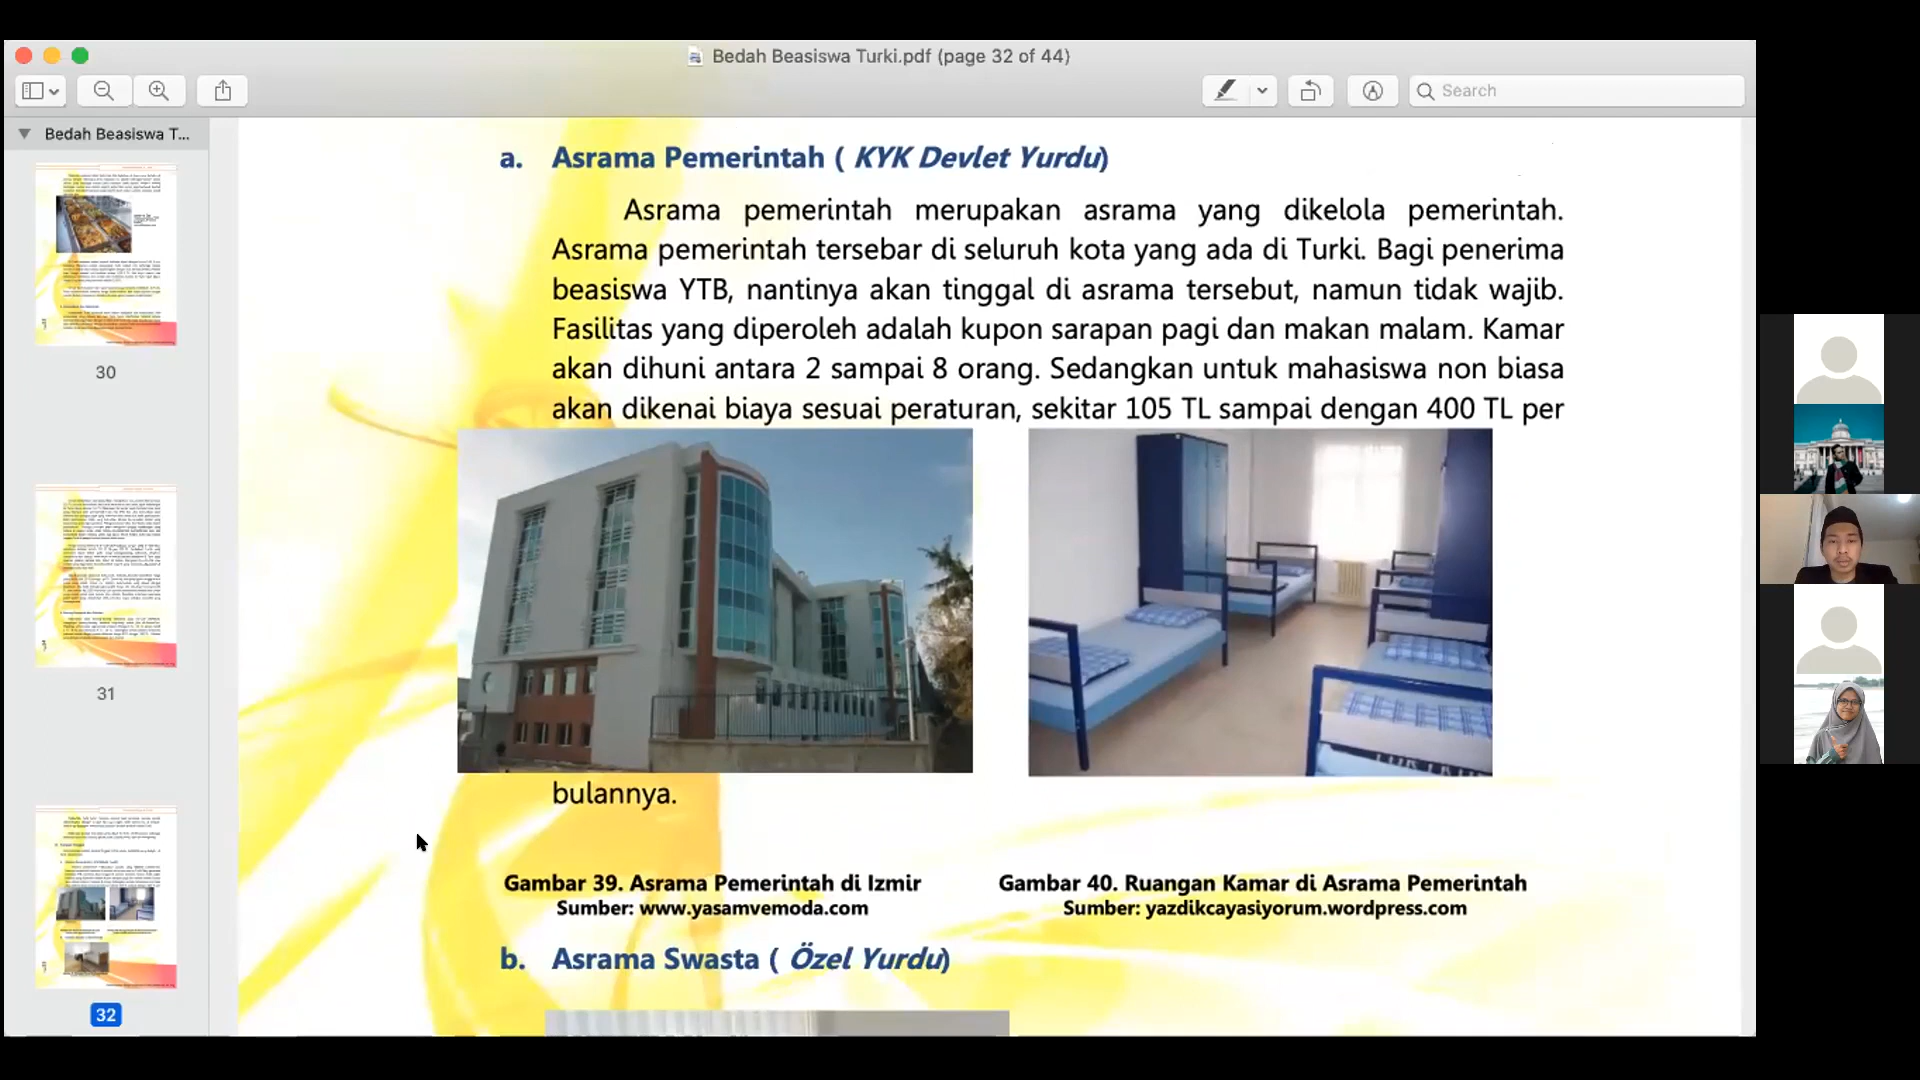 Bedah Beasiswa Turki.pdf (page 32 of 44)
Search
Bedah Beasiswa T...
30
31
32
a. Asrama Pemerintah ( KYK Devlet Yurdu)
Asrama pemerintah merupakan asrama yang dikelola pemerintah.
Asrama pemerintah tersebar di seluruh kota yang ada di Turki. Bagi penerima
beasiswa YTB, nantinya akan tinggal di asrama tersebut, namun tidak wajib.
Fasilitas yang diperoleh adalah kupon sarapan pagi dan makan malam. Kamar
akan dihuni antara 2 sampai 8 orang. Sedangkan untuk mahasiswa non biasa
akan dikenai biaya sesuai peraturan, sekitar 105 TL sampai dengan 400 TL per
bulannya.
Gambar 39. Asrama Pemerintah di Izmir
Sumber: www.yasamvemoda.com
Gambar 40. Ruangan Kamar di Asrama Pemerintah
Sumber: yazdikcayasiyorum.wordpress.com
b. Asrama Swasta ( Özel Yurdu)